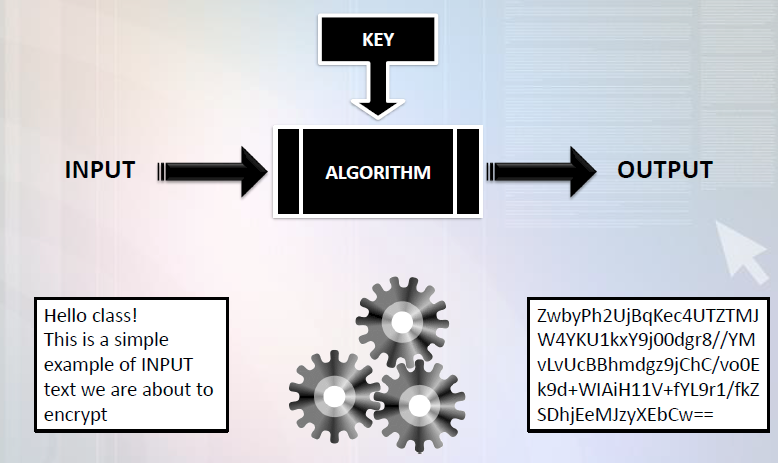 KEY
INPUT
ALGORITHM
OUTPUT
Hello class!
This is a simple
example of INPUT
text we are about to
encrypt
ZwbyPh2UjBqKec4UTZTMJ
W4YKU1kxY9j00dgr8//YM
vLvUcBBhmdgz9jChC/vo0E
k9d+WIAiH11V+fYL9r1/fkZ
SDhjEeMJzyXEbCw==